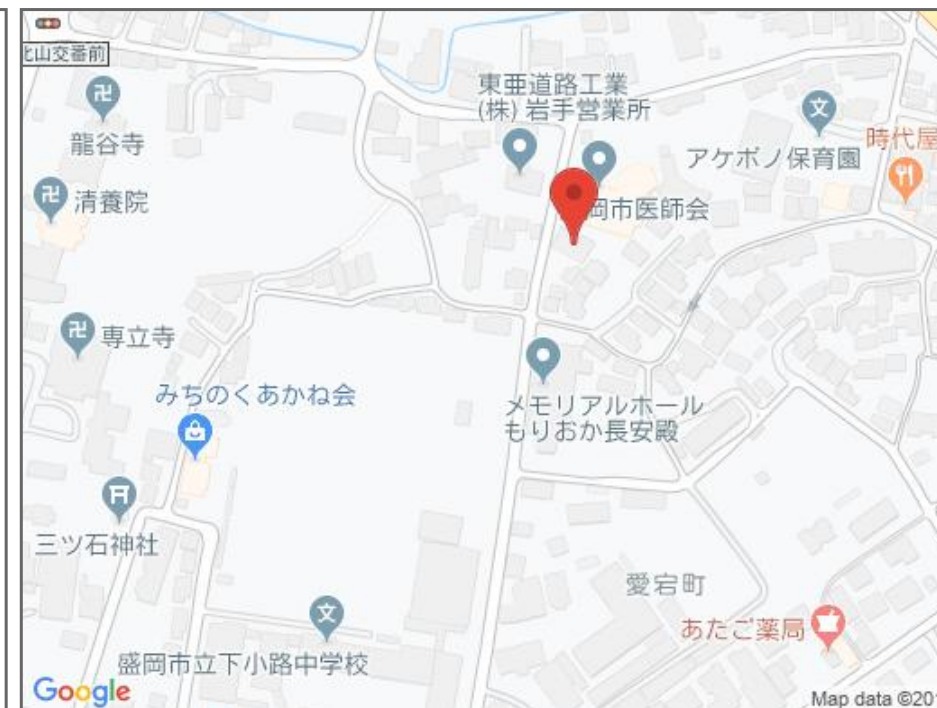 北山交番前
東亜道路工業
(株) 岩手営業所
龍谷寺
アケボノ保育園
時代屋
清養院
岡市医師会
専立寺
みちのくあかね会
メモリアルホール
もりおか長安殿
三ツ石神社
愛宕町
あたご薬局
盛岡市立下小路中学校
Google
Map data ©201